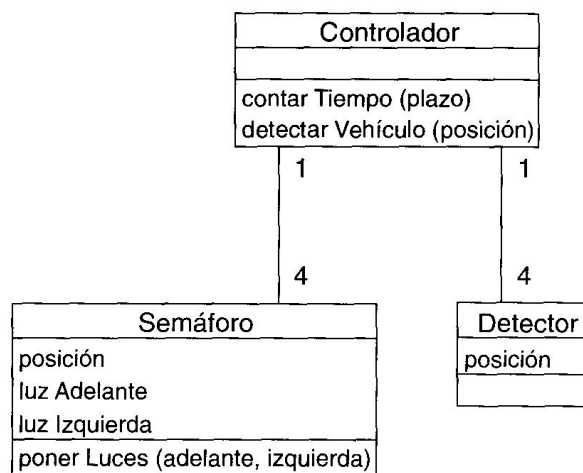 Controlador
contar Tiempo (plazo)
detectar Vehículo (posición)
1 1
4 4
Semáforo
posición
luz Adelante
luz Izquierda
poner Luces (adelante, izquierda)
Detector
posición